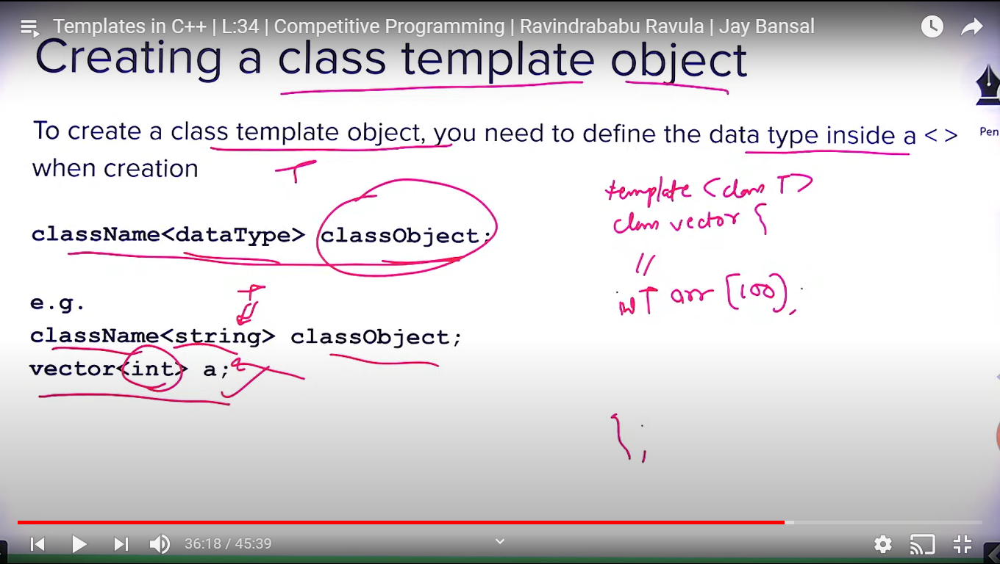 Templates in C++ | L:34 | Competitive Programming | Ravindrababu Ravula | Jay Bansal
Creating a class template object
To create a class template object, you need to define the data type inside a < >
when creation
Pen
T
template <class T>
class vector {
className<dataType> classObject;
//
T arr [100];
e.g.
T
className<string> classObject;
vector<int> a;
};
36:18 / 45:39